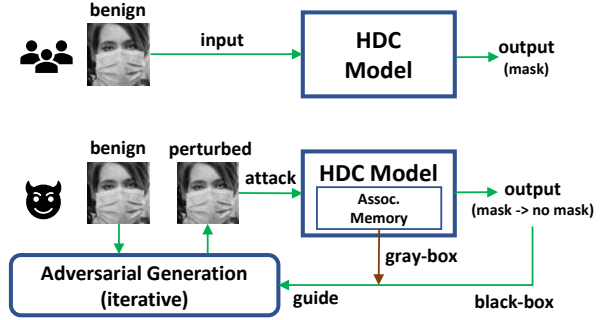 benign
input
HDC
Model
output
(mask)
benign
perturbed
attack
HDC Model
Assoc.
Memory
output
(mask -> no mask)
gray-box
Adversarial Generation
(iterative)
guide
black-box